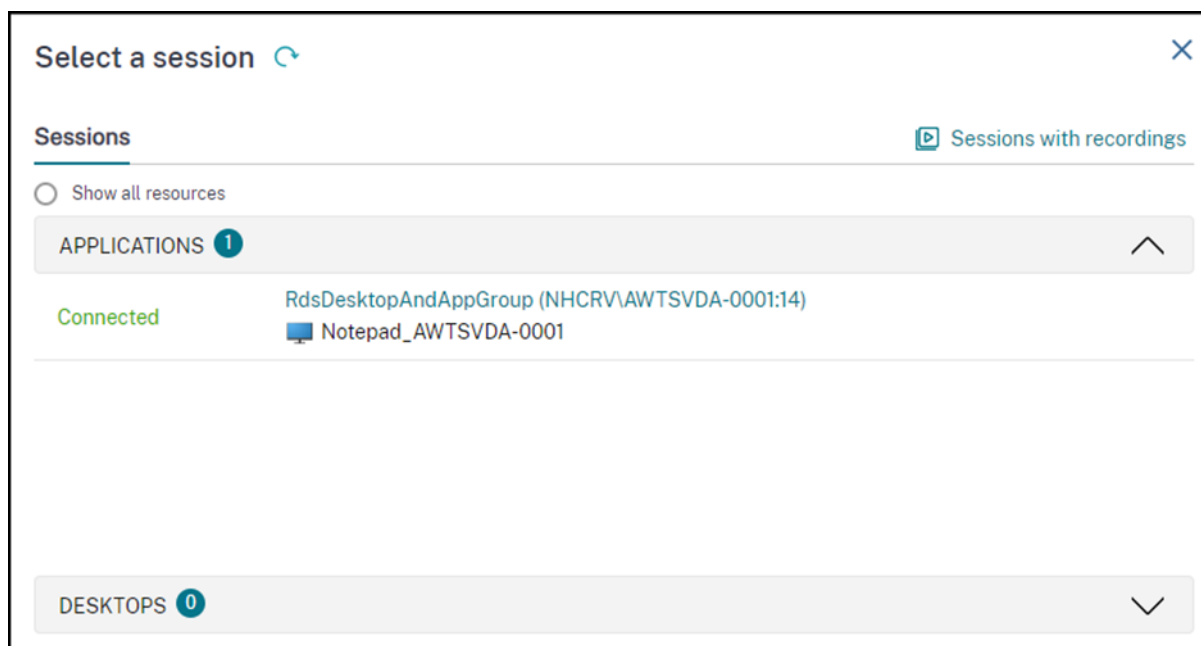 Select a session
Sessions
Sessions with recordings
Show all resources
APPLICATIONS 1
Connected
RdsDesktopAndAppGroup (NHCRV\AWTSVDA-0001:14)
Notepad_AWTSVDA-0001
DESKTOPS 0